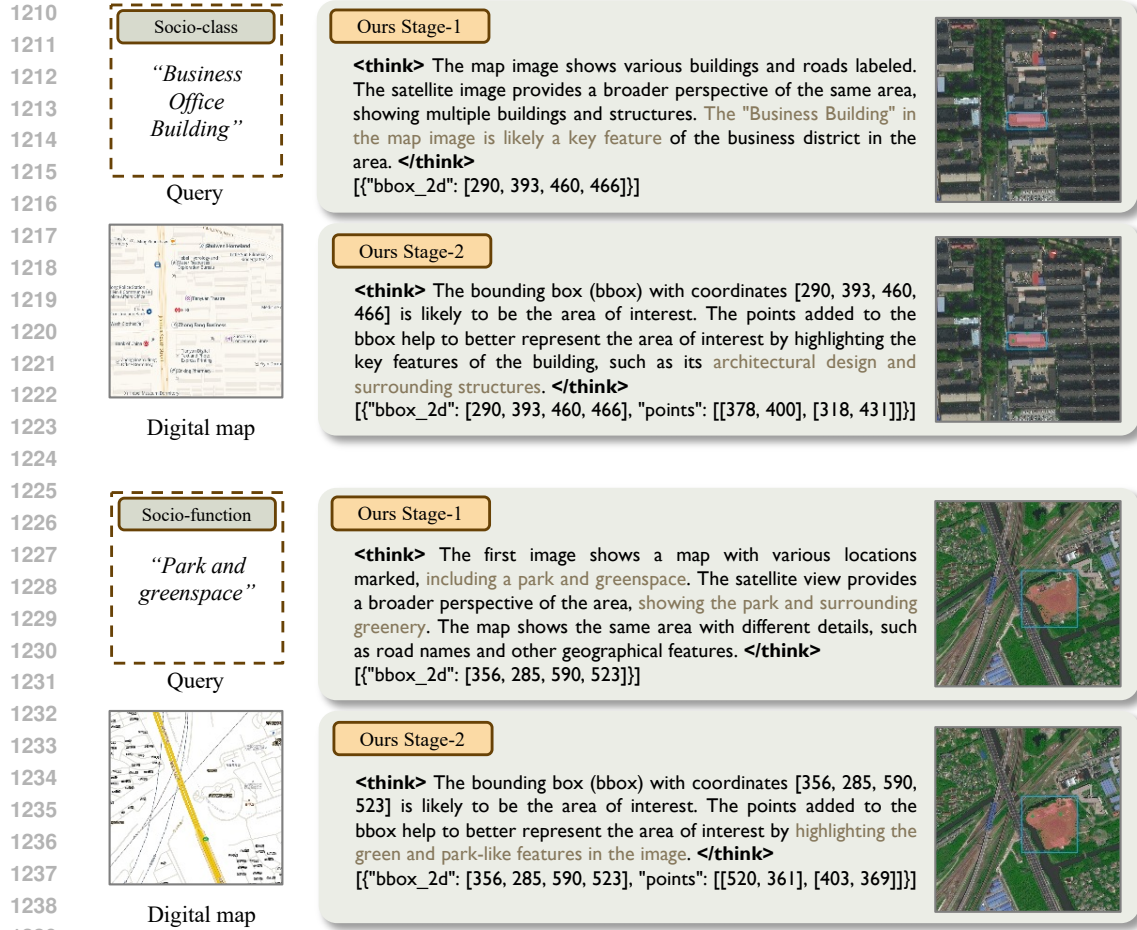 1210
1211
1212
1213
1214
1215
1216
1217
1218
1219
1220
1221
1222
1223
1224
1225
1226
1227
1228
1229
1230
1231
1232
1233
1234
1235
1236
1237
1238
Socio-class
“Business
Office
Building”
Query
Digital map
Ours Stage-1
<think> The map image shows various buildings and roads labeled.
The satellite image provides a broader perspective of the same area,
showing multiple buildings and structures. The "Business Building" in
the map image is likely a key feature of the business district in the
area. </think>
[{"bbox_2d": [290, 393, 460, 466]}]
Ours Stage-2
<think> The bounding box (bbox) with coordinates [290, 393, 460,
466] is likely to be the area of interest. The points added to the
bbox help to better represent the area of interest by highlighting the
key features of the building, such as its architectural design and
surrounding structures. </think>
[{"bbox_2d": [290, 393, 460, 466], "points": [[378, 400], [318, 431]]}]
Socio-function
“Park and
greenspace”
Query
Digital map
Ours Stage-1
<think> The first image shows a map with various locations
marked, including a park and greenspace. The satellite view provides
a broader perspective of the area, showing the park and surrounding
greenery. The map shows the same area with different details, such
as road names and other geographical features. </think>
[{"bbox_2d": [356, 285, 590, 523]}]
Ours Stage-2
<think> The bounding box (bbox) with coordinates [356, 285, 590,
523] is likely to be the area of interest. The points added to the
bbox help to better represent the area of interest by highlighting the
green and park-like features in the image. </think>
[{"bbox_2d": [356, 285, 590, 523], "points": [[520, 361], [403, 369]]}]